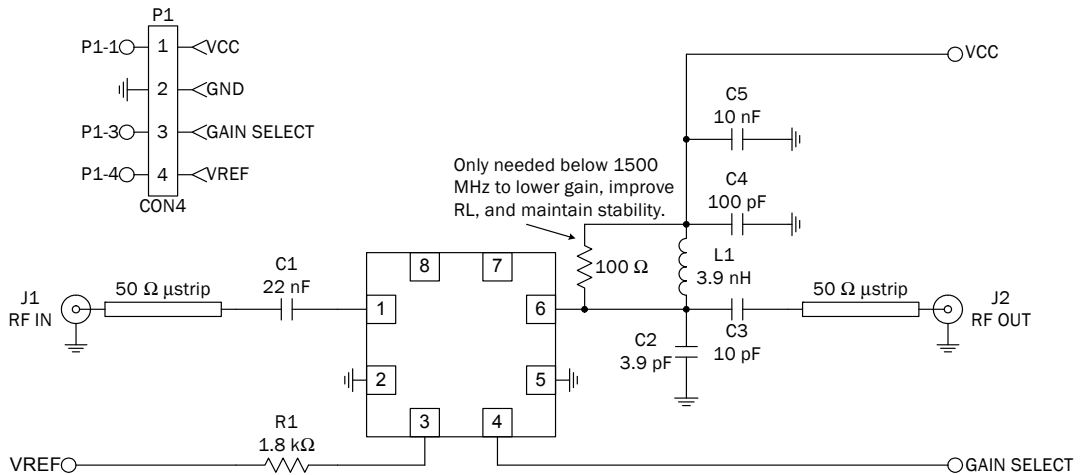 P1
P1-1
1
VCC
2
GND
P1-3
3
GAIN SELECT
P1-4
4
VREF
CON4
VCC
C5
10 nF
Only needed below 1500
MHz to lower gain, improve
RL, and maintain stability.
C4
100 pF
100 Ω
L1
3.9 nH
J1
RF IN
50 Ω µstrip
C1
22 nF
8
7
1
6
2
5
3
4
C2
3.9 pF
C3
10 pF
50 Ω µstrip
J2
RF OUT
R1
1.8 kΩ
VREF
GAIN SELECT